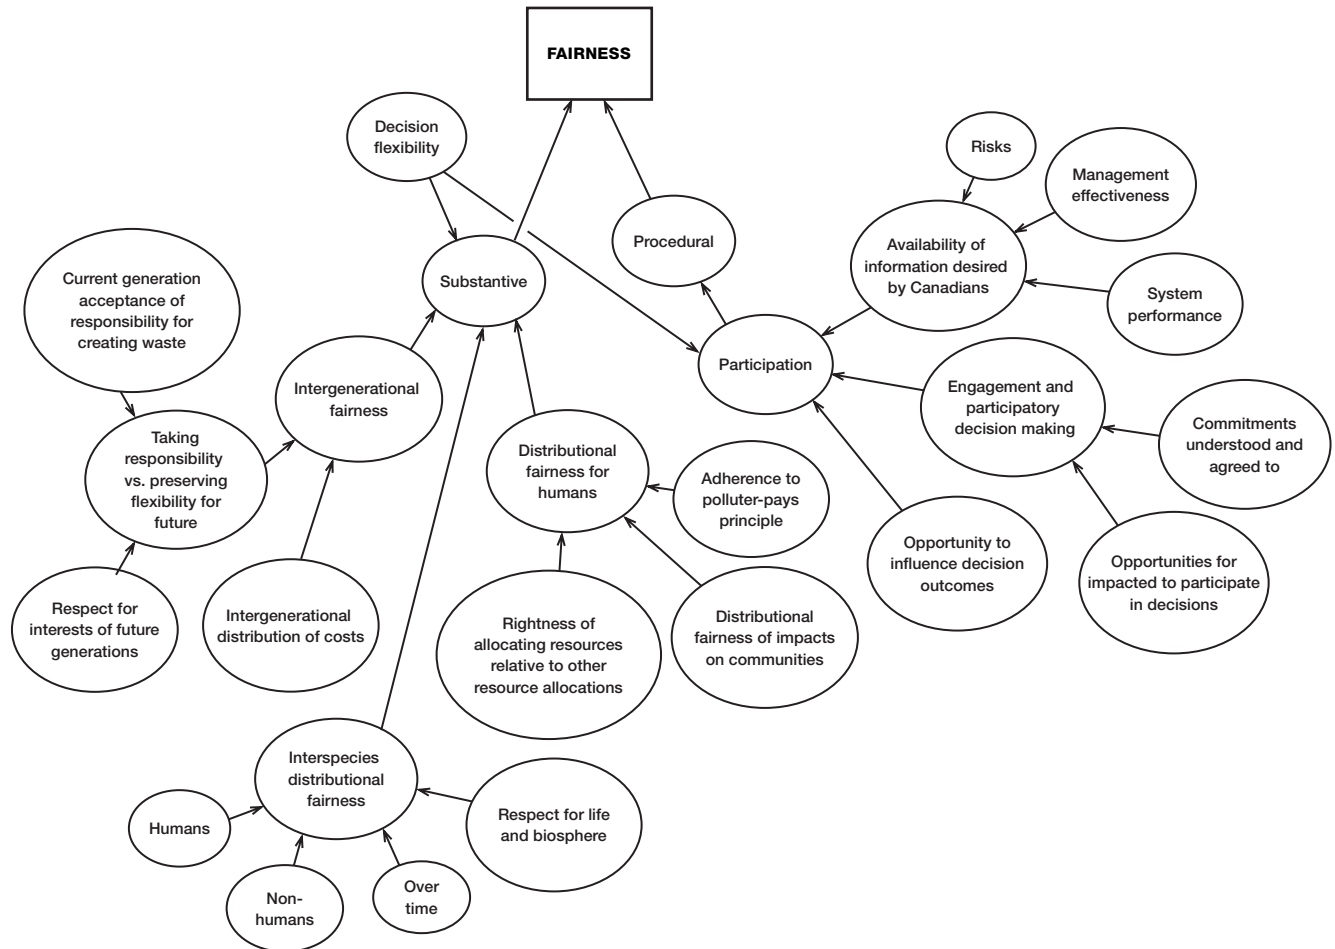 FAIRNESS
Decision
flexibility
Risks
Management
effectiveness
Procedural
Availability of
information desired
by Canadians
Substantive
System
performance
Current generation
acceptance of
responsibility for
creating waste
Participation
Intergenerational
fairness
Engagement and
participatory
decision making
Commitments
understood and
agreed to
Taking
responsibility
vs. preserving
flexibility for
future
Distributional
fairness for
humans
Adherence to
polluter-pays
principle
Opportunity to
influence decision
outcomes
Opportunities for
impacted to participate
in decisions
Respect for
interests of future
generations
Intergenerational
distribution of costs
Rightness of
allocating resources
relative to other
resource allocations
Distributional
fairness of impacts
on communities
Interspecies
distributional
fairness
Humans
Respect for life
and biosphere
Non-
humans
Over
time